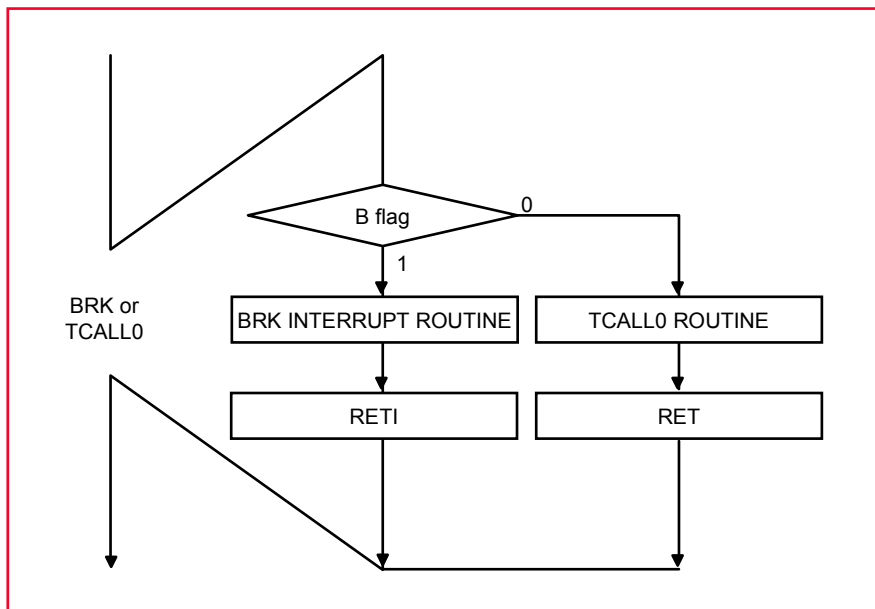 B flag
0
1
BRK or
TCALL0
BRK INTERRUPT ROUTINE
TCALL0 ROUTINE
RETI
RET